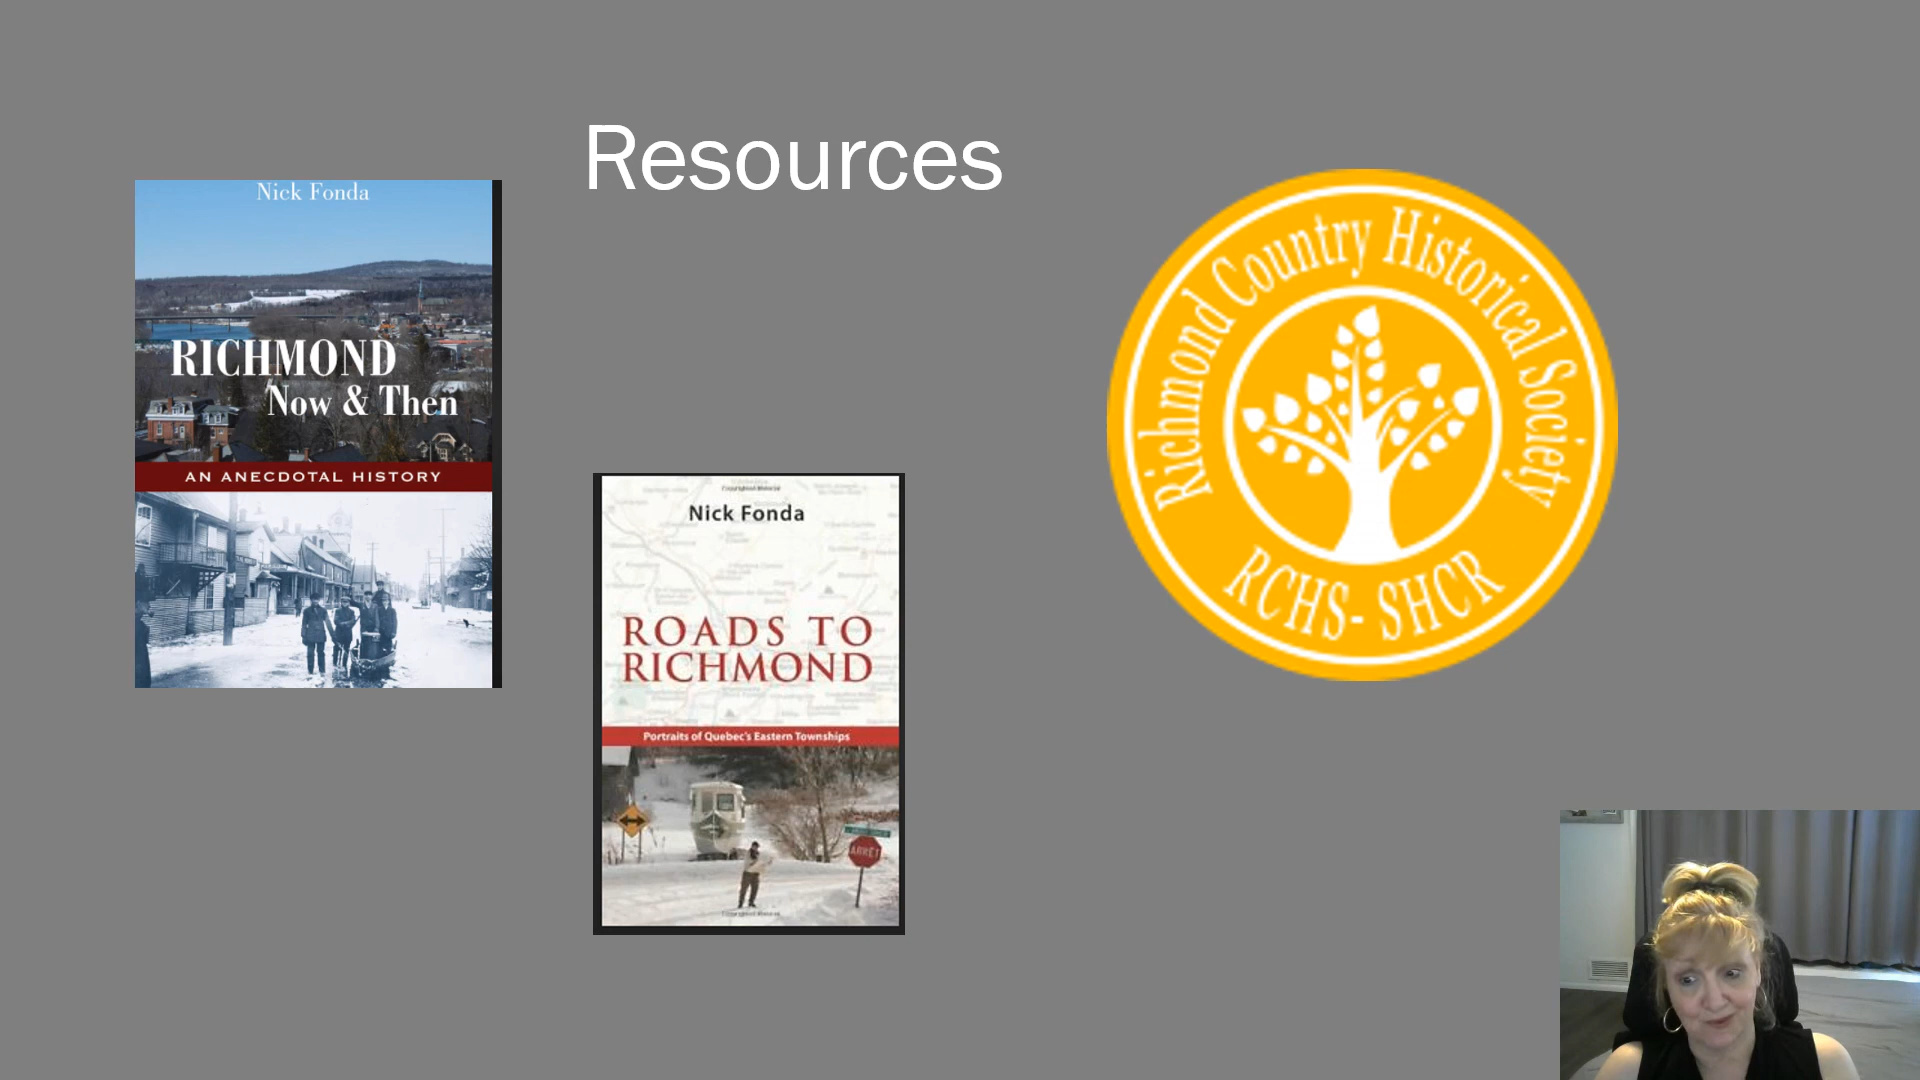 Resources
Nick Fonda
RICHMOND
Now & Then
AN ANECDOTAL HISTORY
Nick Fonda
ROADS TO
RICHMOND
Portraits of Quebec's Eastern Townships
ARRÊT
Richmond Country Historical Society
RCHS- SHCR